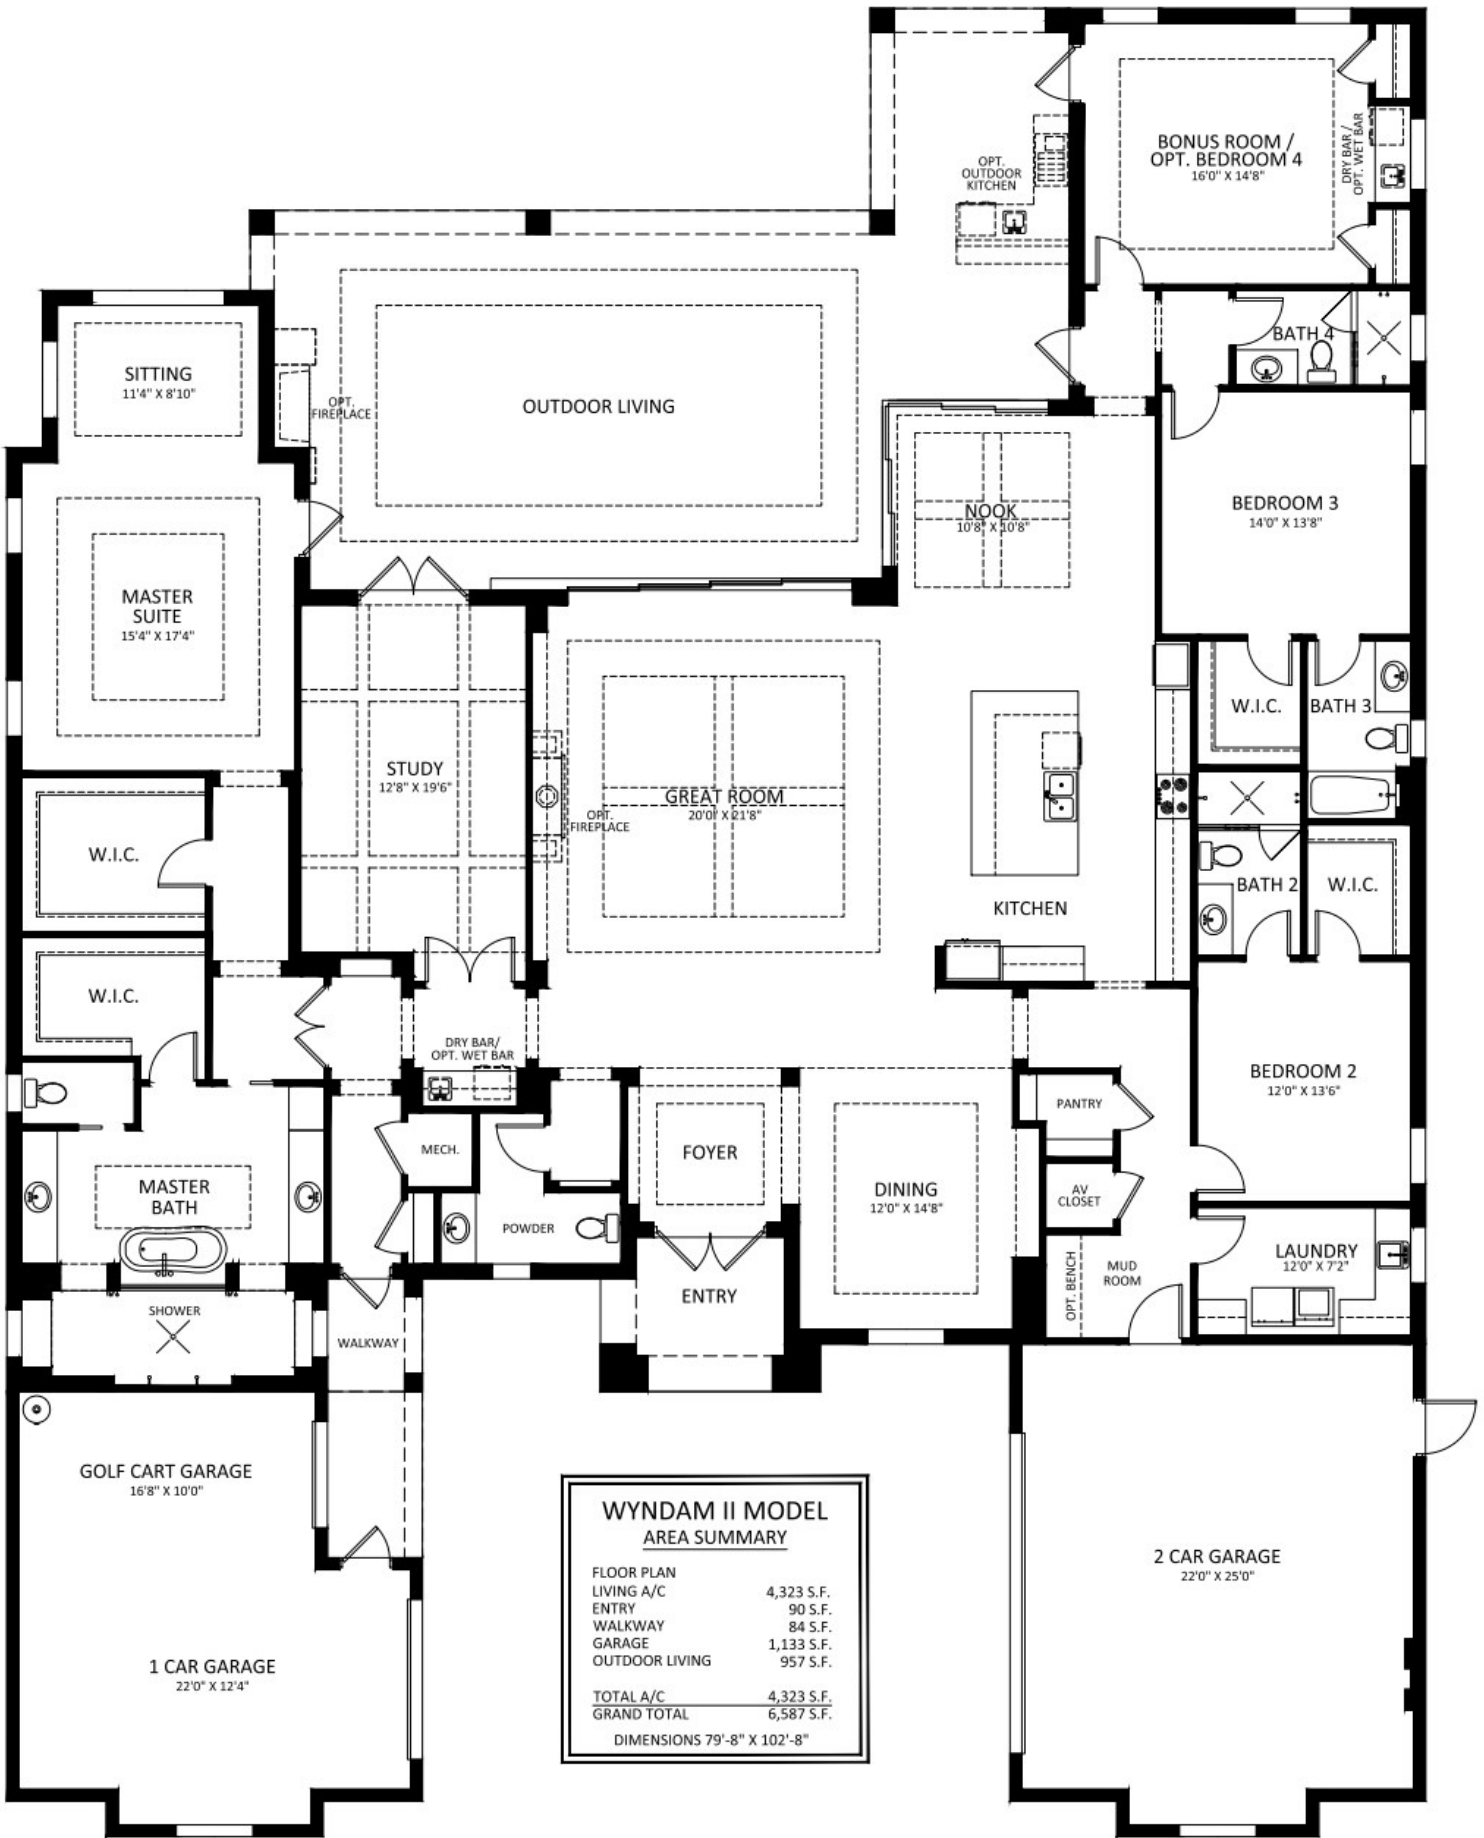 BONUS ROOM /
OPT. BEDROOM 4
16'0" X 14'8"
DRY BAR /
OPT. WET BAR
OPT.
OUTDOOR
KITCHEN
BATH 4
SITTING
11'4" X 8'10"
OPT.
FIREPLACE
OUTDOOR LIVING
NOOK
10'8" X 10'8"
BEDROOM 3
14'0" X 13'8"
MASTER
SUITE
15'4" X 17'4"
STUDY
12'8" X 19'6"
GREAT ROOM
20'0" X 21'8"
OPT.
FIREPLACE
W.I.C.
BATH 3
W.I.C.
KITCHEN
BATH 2
W.I.C.
W.I.C.
DRY BAR/
OPT. WET BAR
BEDROOM 2
12'0" X 13'6"
PANTRY
MECH.
FOYER
DINING
12'0" X 14'8"
AV
CLOSET
MASTER
BATH
POWDER
LAUNDRY
12'0" X 7'2"
MUD
ROOM
OPT. BENCH
ENTRY
SHOWER
WALKWAY
GOLF CART GARAGE
16'8" X 10'0"
WYNDAM II MODEL
AREA SUMMARY
FLOOR PLAN
LIVING A/C 4,323 S.F.
ENTRY 90 S.F.
WALKWAY 84 S.F.
GARAGE 1,133 S.F.
OUTDOOR LIVING 957 S.F.
TOTAL A/C 4,323 S.F.
GRAND TOTAL 6,587 S.F.
DIMENSIONS 79'-8" X 102'-8"
2 CAR GARAGE
22'0" X 25'0"
1 CAR GARAGE
22'0" X 12'4"